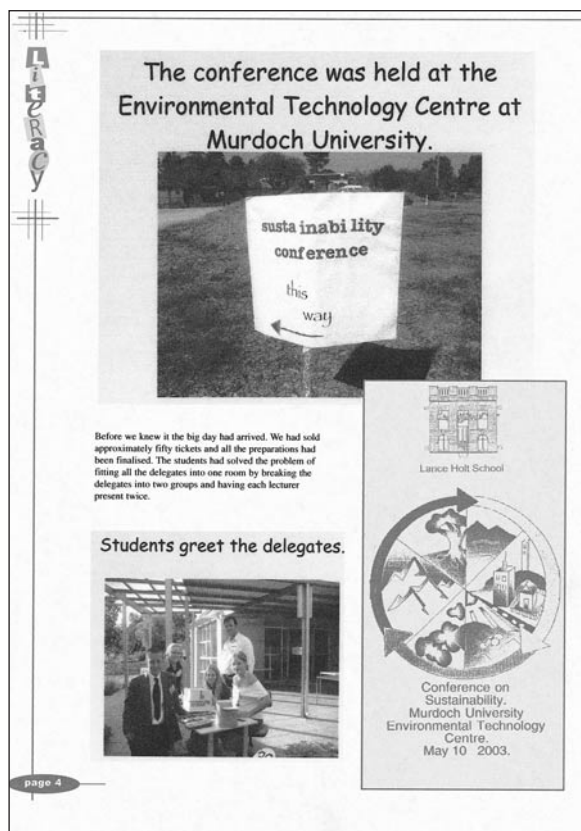 Literacy
The conference was held at the
Environmental Technology Centre at
Murdoch University.
sustainability
conference
this
way
Before we knew it the big day had arrived. We had sold
approximately fifty tickets and all the preparations had
been finalised. The students had solved the problem of
fitting all the delegates into one room by breaking the
delegates into two groups and having each lecturer
present twice.
Students greet the delegates.
Lance Holt School
Conference on
Sustainability.
Murdoch University
Environmental Technology
Centre.
May 10 2003.
page 4